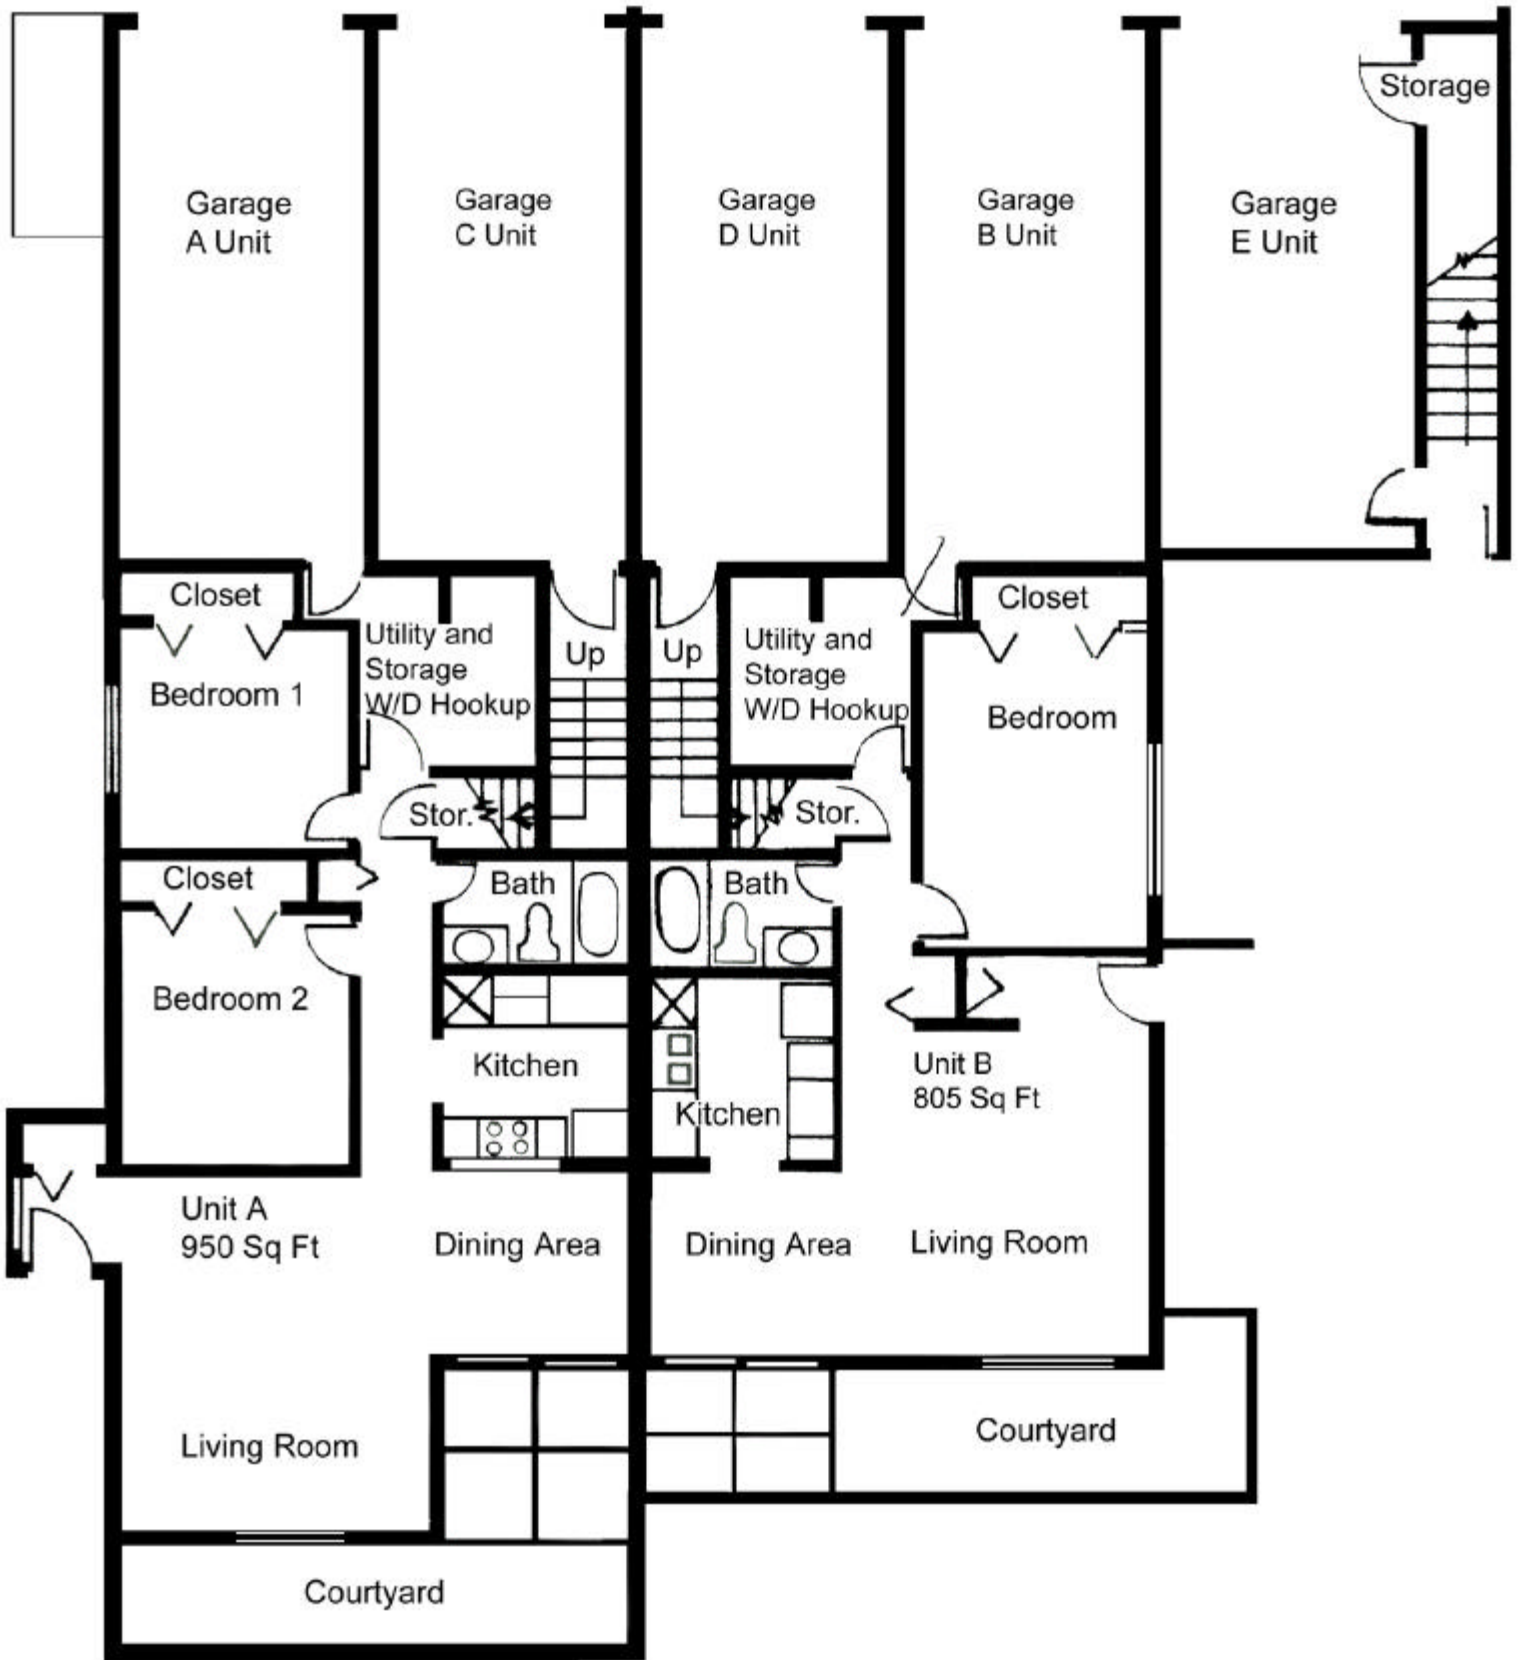 Storage
Garage
A Unit
Garage
C Unit
Garage
D Unit
Garage
B Unit
Garage
E Unit
Closet
Utility and
Storage
W/D Hookup
Up
Up
Utility and
Storage
W/D Hookup
Closet
Bedroom 1
Bedroom
Stor.
Stor.
Closet
Bath
Bath
Bedroom 2
Kitchen
Kitchen
Unit B
805 Sq Ft
Unit A
950 Sq Ft
Dining Area
Dining Area
Living Room
Living Room
Courtyard
Courtyard